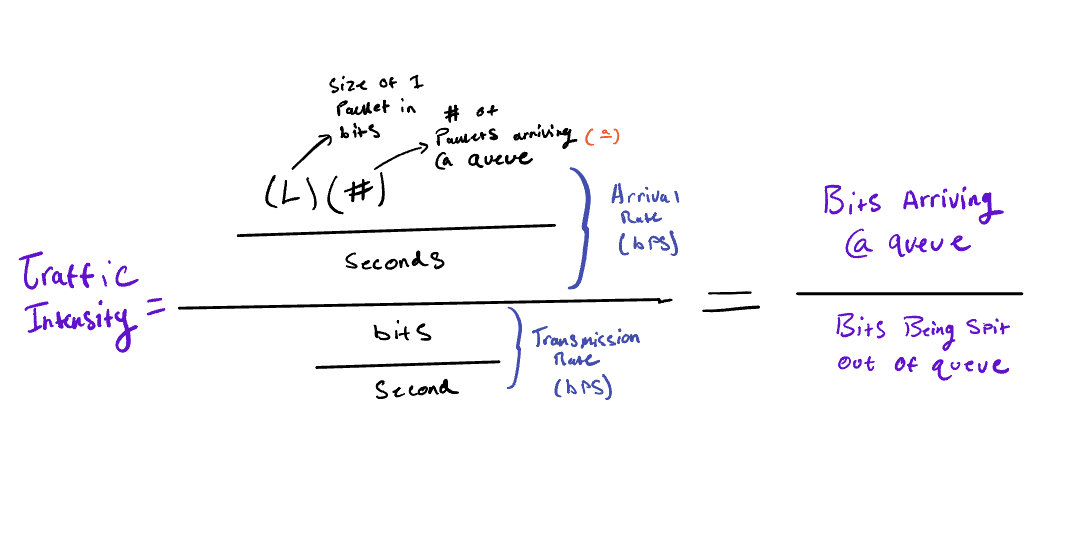 Size of 1
Packet in
bits
# of
Packets arriving (a)
@ queue
(L)(#)
Seconds
Arrival
Rate
(bps)
Traffic
Intensity =
bits
Second
Transmission
Rate
(bps)
=
Bits Arriving
@ queue
Bits Being Spit
out of queue